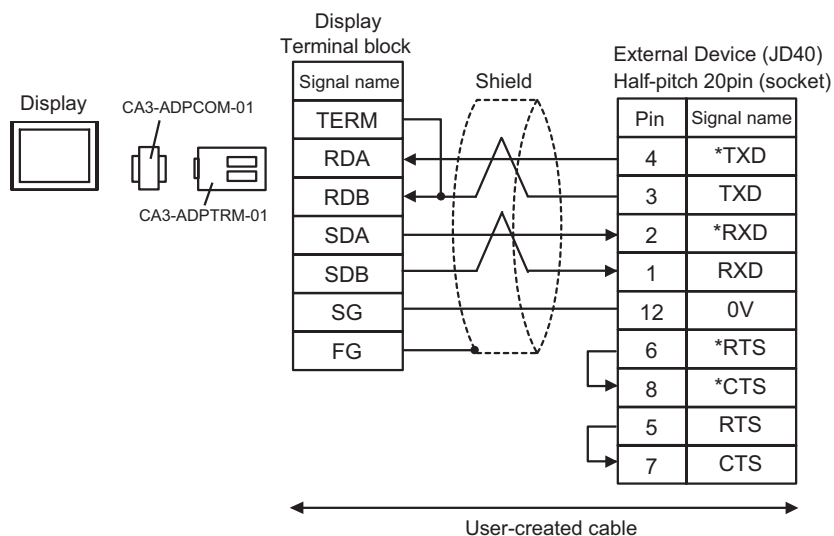 Display
Terminal block
External Device (JD40)
Half-pitch 20pin (socket)
Display
CA3-ADPCOM-01
CA3-ADPTRM-01
Shield
Signal name
TERM
RDA
RDB
SDA
SDB
SG
FG
Pin Signal name
4 *TXD
3 TXD
2 *RXD
1 RXD
12 0V
6 *RTS
8 *CTS
5 RTS
7 CTS
User-created cable